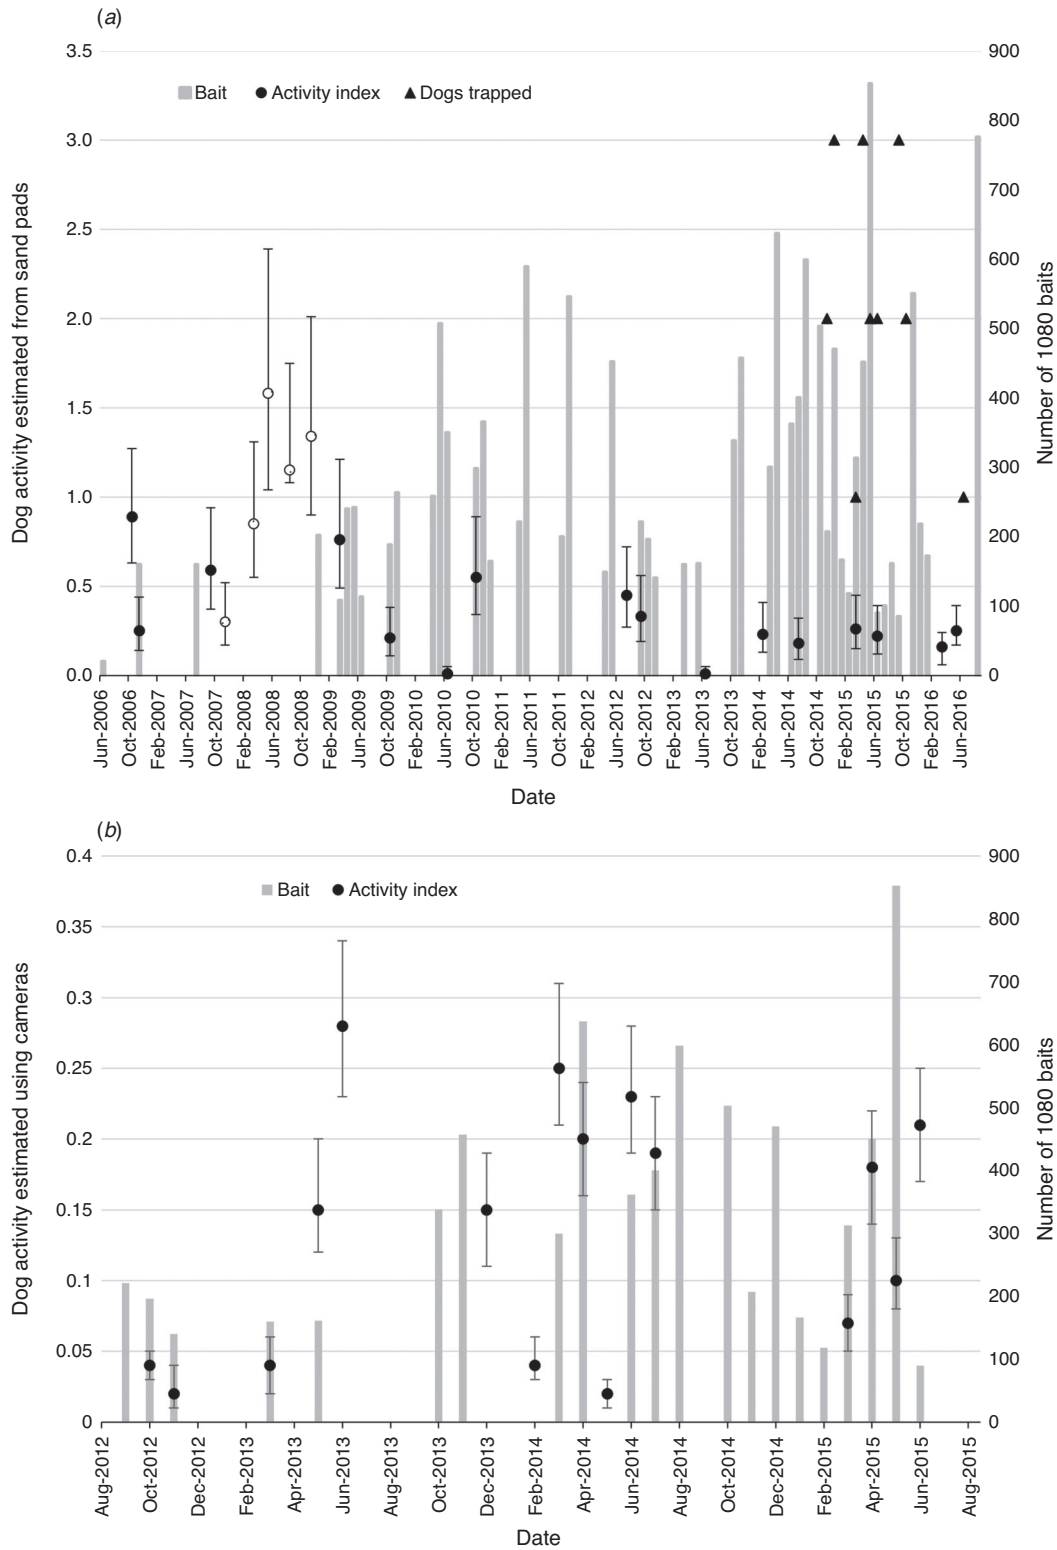 (a)
3.5
3.0
2.5
2.0
1.5
1.0
0.5
0.0
Dog activity estimated from sand pads
Bait
Activity index
Dogs trapped
900
800
700
600
500
400
300
200
100
0
Number of 1080 baits
Jun-2006
Oct-2006
Feb-2007
Jun-2007
Oct-2007
Feb-2008
Jun-2008
Oct-2008
Feb-2009
Jun-2009
Oct-2009
Feb-2010
Jun-2010
Oct-2010
Feb-2011
Jun-2011
Oct-2011
Feb-2012
Jun-2012
Oct-2012
Feb-2013
Jun-2013
Oct-2013
Feb-2014
Jun-2014
Oct-2014
Feb-2015
Jun-2015
Oct-2015
Feb-2016
Jun-2016
Date
(b)
0.4
0.35
0.3
0.25
0.2
0.15
0.1
0.05
0
Dog activity estimated using cameras
Bait
Activity index
900
800
700
600
500
400
300
200
100
0
Number of 1080 baits
Aug-2012
Oct-2012
Dec-2012
Feb-2013
Apr-2013
Jun-2013
Aug-2013
Oct-2013
Dec-2013
Feb-2014
Apr-2014
Jun-2014
Aug-2014
Oct-2014
Dec-2014
Feb-2015
Apr-2015
Jun-2015
Aug-2015
Date